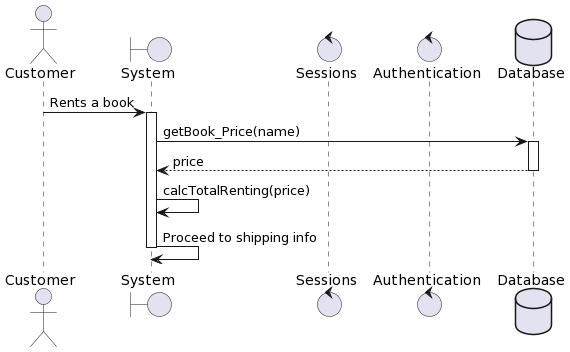 Customer System Sessions Authentication Database
Rents a book
getBook_Price(name)
price
calcTotalRenting(price)
Proceed to shipping info
Customer System Sessions Authentication Database